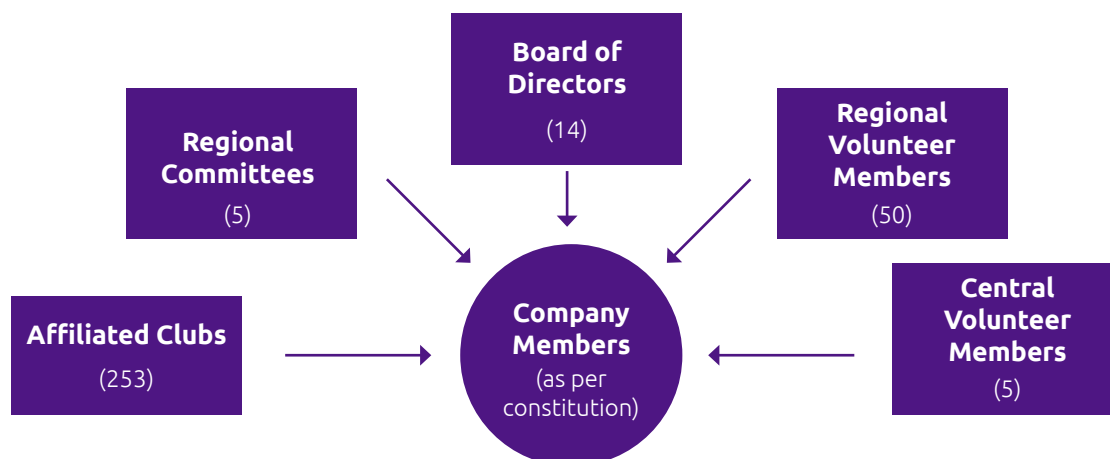 Board of
Directors
(14)
Regional
Committees
(5)
Regional
Volunteer
Members
(50)
Affiliated Clubs
(253)
Company
Members
(as per
constitution)
Central
Volunteer
Members
(5)